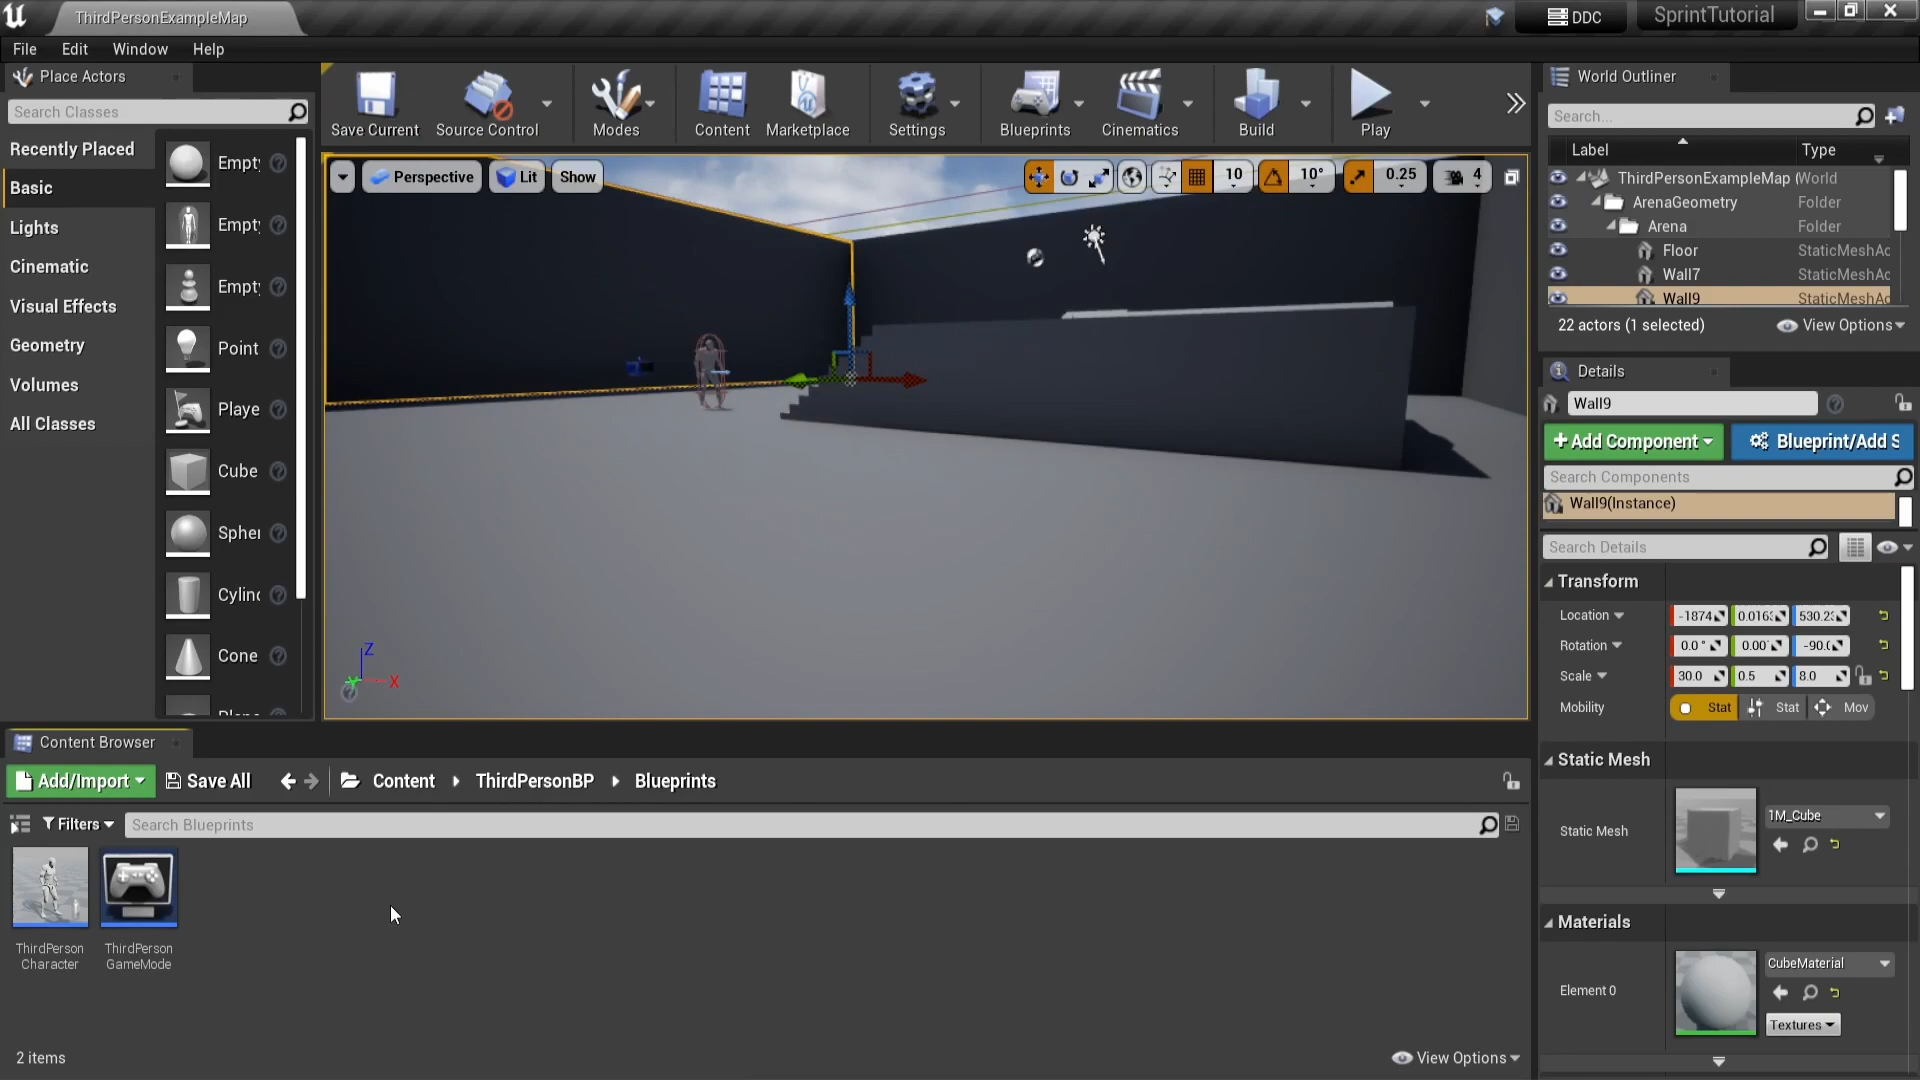 ThirdPersonExampleMap
DDC
SprintTutorial
File Edit Window Help
Place Actors
Search Classes
Recently Placed
Basic
Lights
Cinematic
Visual Effects
Geometry
Volumes
All Classes
Empty
Empty
Empty
Point
Playe
Cube
Spher
Cylind
Cone
Save Current
Source Control
Modes
Content
Marketplace
Settings
Blueprints
Cinematics
Build
Play
Perspective
Lit
Show
10
10°
0.25
4
Z
X
World Outliner
Search...
Label Type
ThirdPersonExampleMap (World
ArenaGeometry Folder
Arena Folder
Floor StaticMeshAc
Wall7 StaticMeshAc
Wall9 StaticMeshAc
22 actors (1 selected)
View Options
Details
Wall9
+ Add Component
Blueprint/Add S
Search Components
Wall9(Instance)
Search Details
Transform
Location -1874 0.016 530.2
Rotation 0.0° 0.00 -90.0
Scale 30.0 0.5 8.0
Mobility Stat Stat Mov
Static Mesh
Static Mesh
1M_Cube
Materials
Element 0
CubeMaterial
Textures
Content Browser
Add/Import
Save All
Content
ThirdPersonBP
Blueprints
Filters
Search Blueprints
ThirdPerson
Character
ThirdPerson
GameMode
2 items
View Options